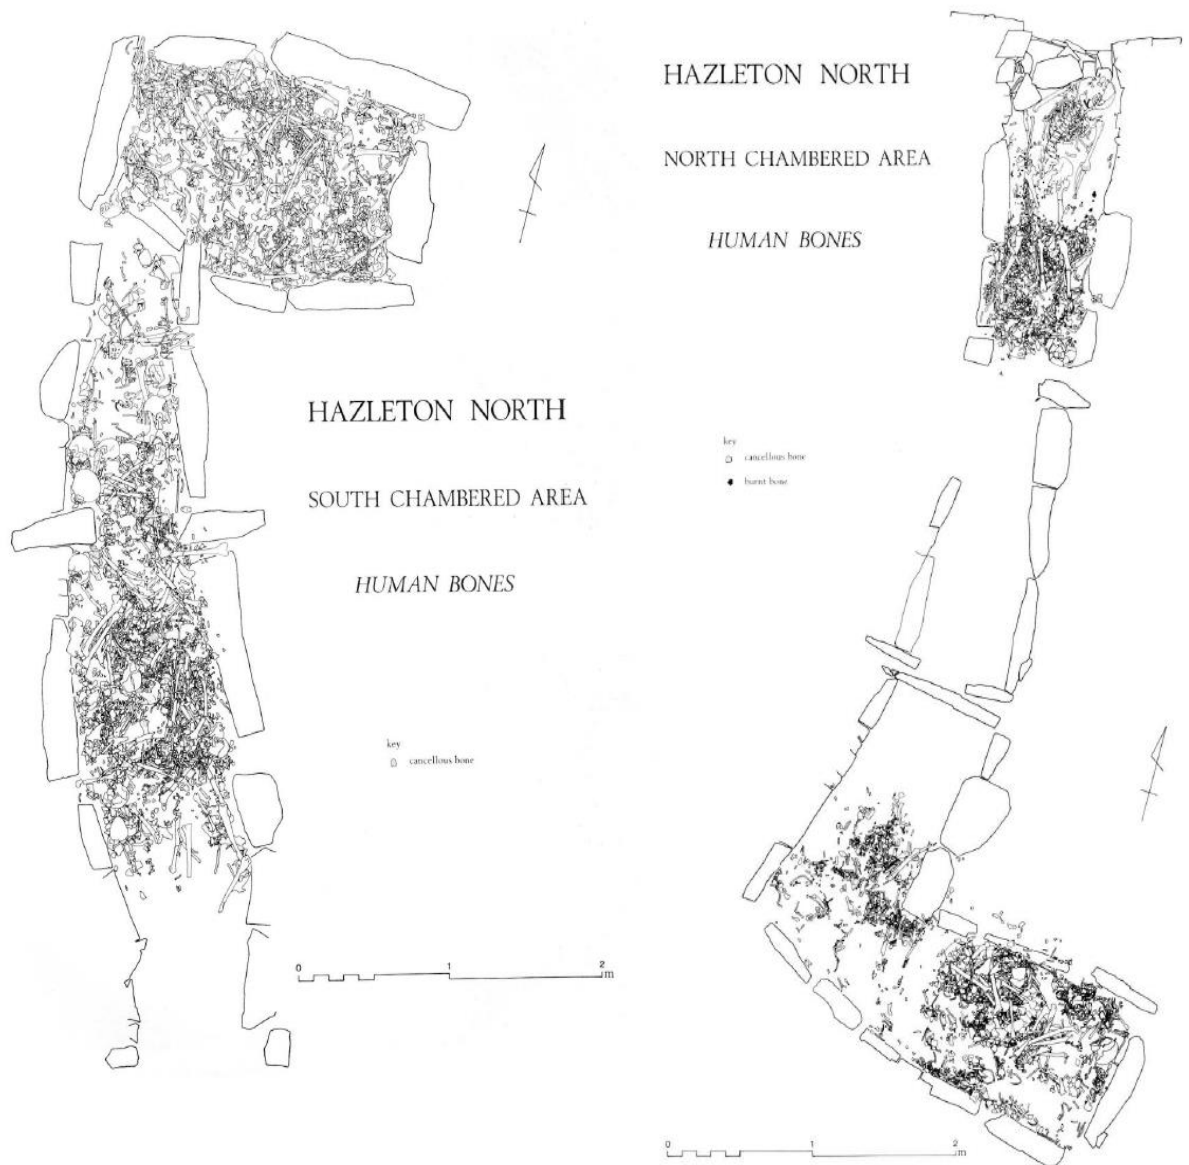 HAZLETON NORTH
SOUTH CHAMBERED AREA
HUMAN BONES
key
cancellous bone
0 1 2 m
HAZLETON NORTH
NORTH CHAMBERED AREA
HUMAN BONES
key
cancellous bone
burnt bone
0 1 2 m